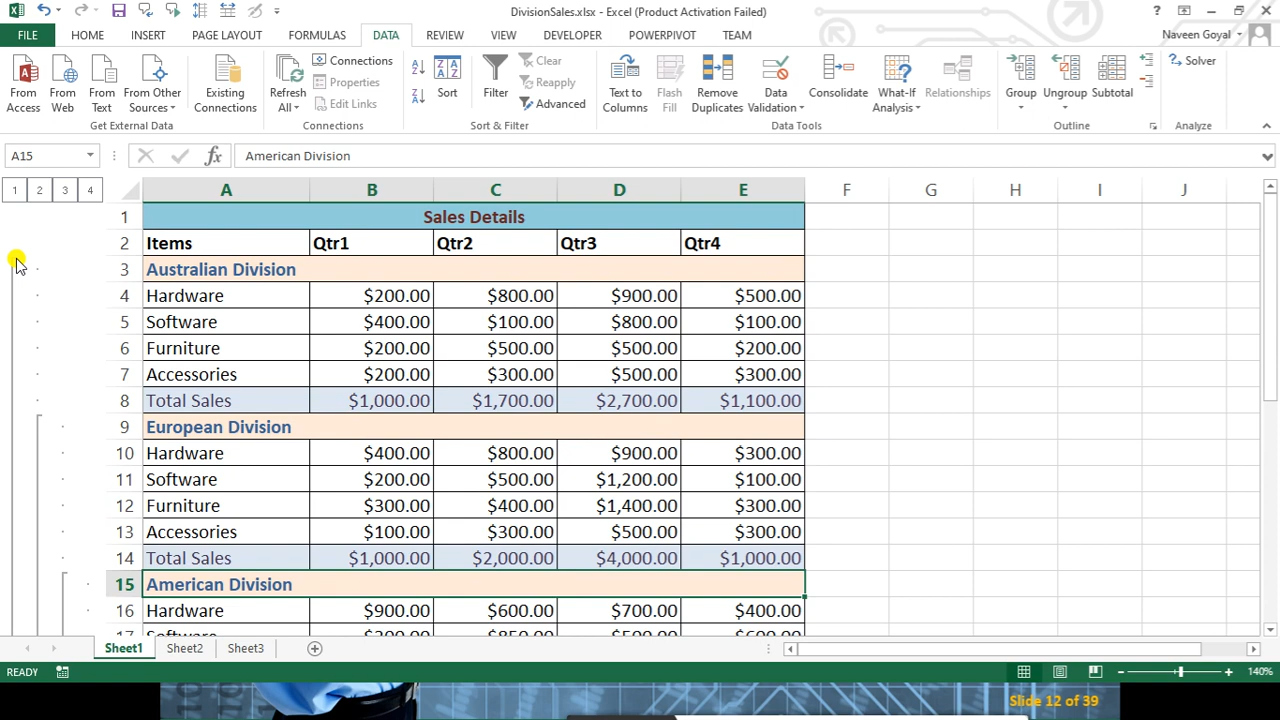 DivisionSales.xlsx - Excel (Product Activation Failed)
FILE HOME INSERT PAGE LAYOUT FORMULAS DATA REVIEW VIEW DEVELOPER POWERPIVOT TEAM Naveen Goyal
From Access
From Web
From Text
From Other Sources
Existing Connections
Get External Data
Refresh All
Connections
Properties
Edit Links
Connections
Sort
Filter
Clear
Reapply
Advanced
Sort & Filter
Text to Columns
Flash Fill
Remove Duplicates
Data Validation
Consolidate
What-If Analysis
Relationships
Data Tools
Group
Ungroup
Subtotal
Outline
Solver
Analyze
A15 fx American Division
1 2 3 4 A B C D E F G H I J
1 Sales Details
2 Items Qtr1 Qtr2 Qtr3 Qtr4
3 Australian Division
4 Hardware $200.00 $800.00 $900.00 $500.00
5 Software $400.00 $100.00 $800.00 $100.00
6 Furniture $200.00 $500.00 $500.00 $200.00
7 Accessories $200.00 $300.00 $500.00 $300.00
8 Total Sales $1,000.00 $1,700.00 $2,700.00 $1,100.00
9 European Division
10 Hardware $400.00 $800.00 $900.00 $300.00
11 Software $200.00 $500.00 $1,200.00 $100.00
12 Furniture $300.00 $400.00 $1,400.00 $300.00
13 Accessories $100.00 $300.00 $500.00 $300.00
14 Total Sales $1,000.00 $2,000.00 $4,000.00 $1,000.00
15 American Division
16 Hardware $900.00 $600.00 $700.00 $400.00
Sheet1 Sheet2 Sheet3
READY 140%
Slide 12 of 39